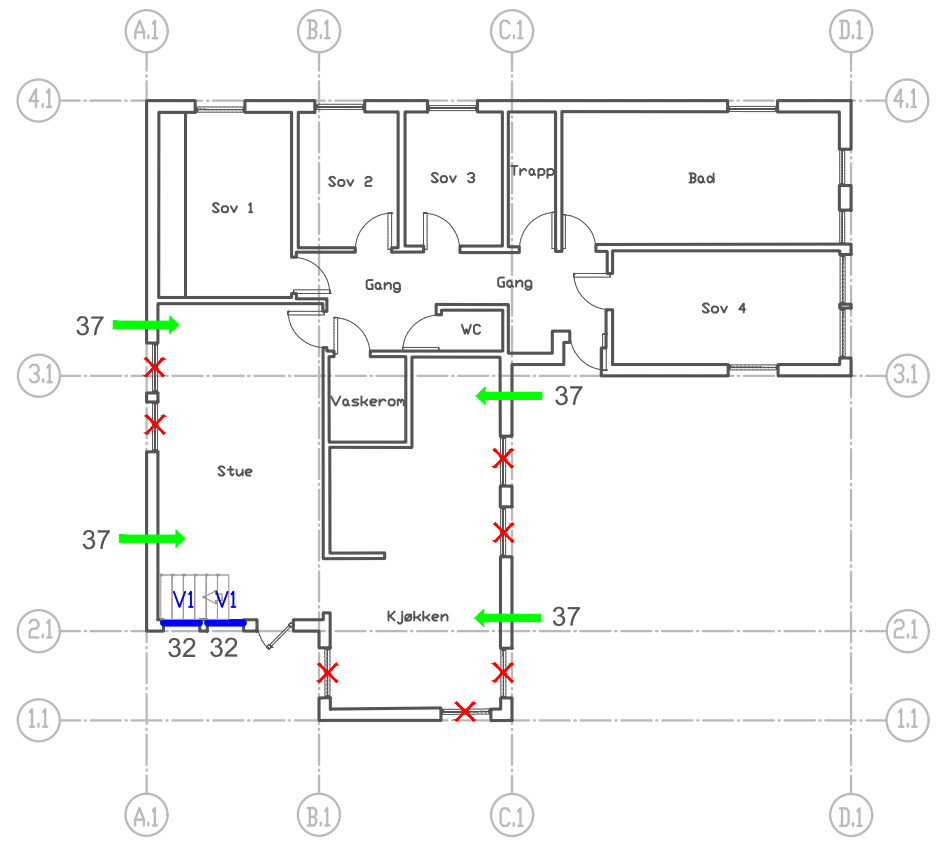 A.1 B.1 C.1 D.1
4.1 4.1
Trapp
Sov 2 Sov 3 Bad
Sov 1
Gang Gang
Sov 4
37
WC
3.1 3.1
37
Vaskerom
Stue
37
V1 V1
Kjøkken 37
2.1 2.1
32 32
1.1 1.1
A.1 B.1 C.1 D.1